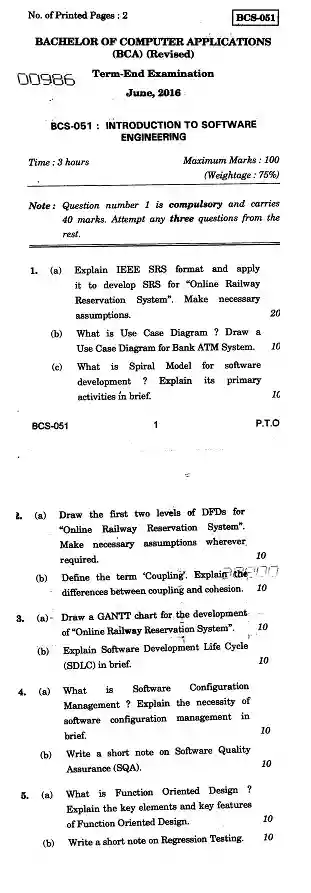 No. of Printed Pages : 2 BCS-051
BACHELOR OF COMPUTER APPLICATIONS
(BCA) (Revised)
00986 Term-End Examination
June, 2016
BCS-051 : INTRODUCTION TO SOFTWARE
ENGINEERING
Time : 3 hours Maximum Marks : 100
(Weightage : 75%)
Note : Question number 1 is compulsory and carries
40 marks. Attempt any three questions from the
rest.
1. (a) Explain IEEE SRS format and apply
it to develop SRS for "Online Railway
Reservation System". Make necessary
assumptions. 20
(b) What is Use Case Diagram ? Draw a
Use Case Diagram for Bank ATM System. 10
(c) What is Spiral Model for software
development ? Explain its primary
activities in brief. 10
BCS-051 1 P.T.O
2. (a) Draw the first two levels of DFDs for
"Online Railway Reservation System".
Make necessary assumptions wherever
required. 10
(b) Define the term 'Coupling'. Explain the
differences between coupling and cohesion. 10
3. (a) Draw a GANTT chart for the development
of "Online Railway Reservation System". 10
(b) Explain Software Development Life Cycle
(SDLC) in brief. 10
4. (a) What is Software Configuration
Management ? Explain the necessity of
software configuration management in
brief. 10
(b) Write a short note on Software Quality
Assurance (SQA). 10
5. (a) What is Function Oriented Design ?
Explain the key elements and key features
of Function Oriented Design. 10
(b) Write a short note on Regression Testing. 10